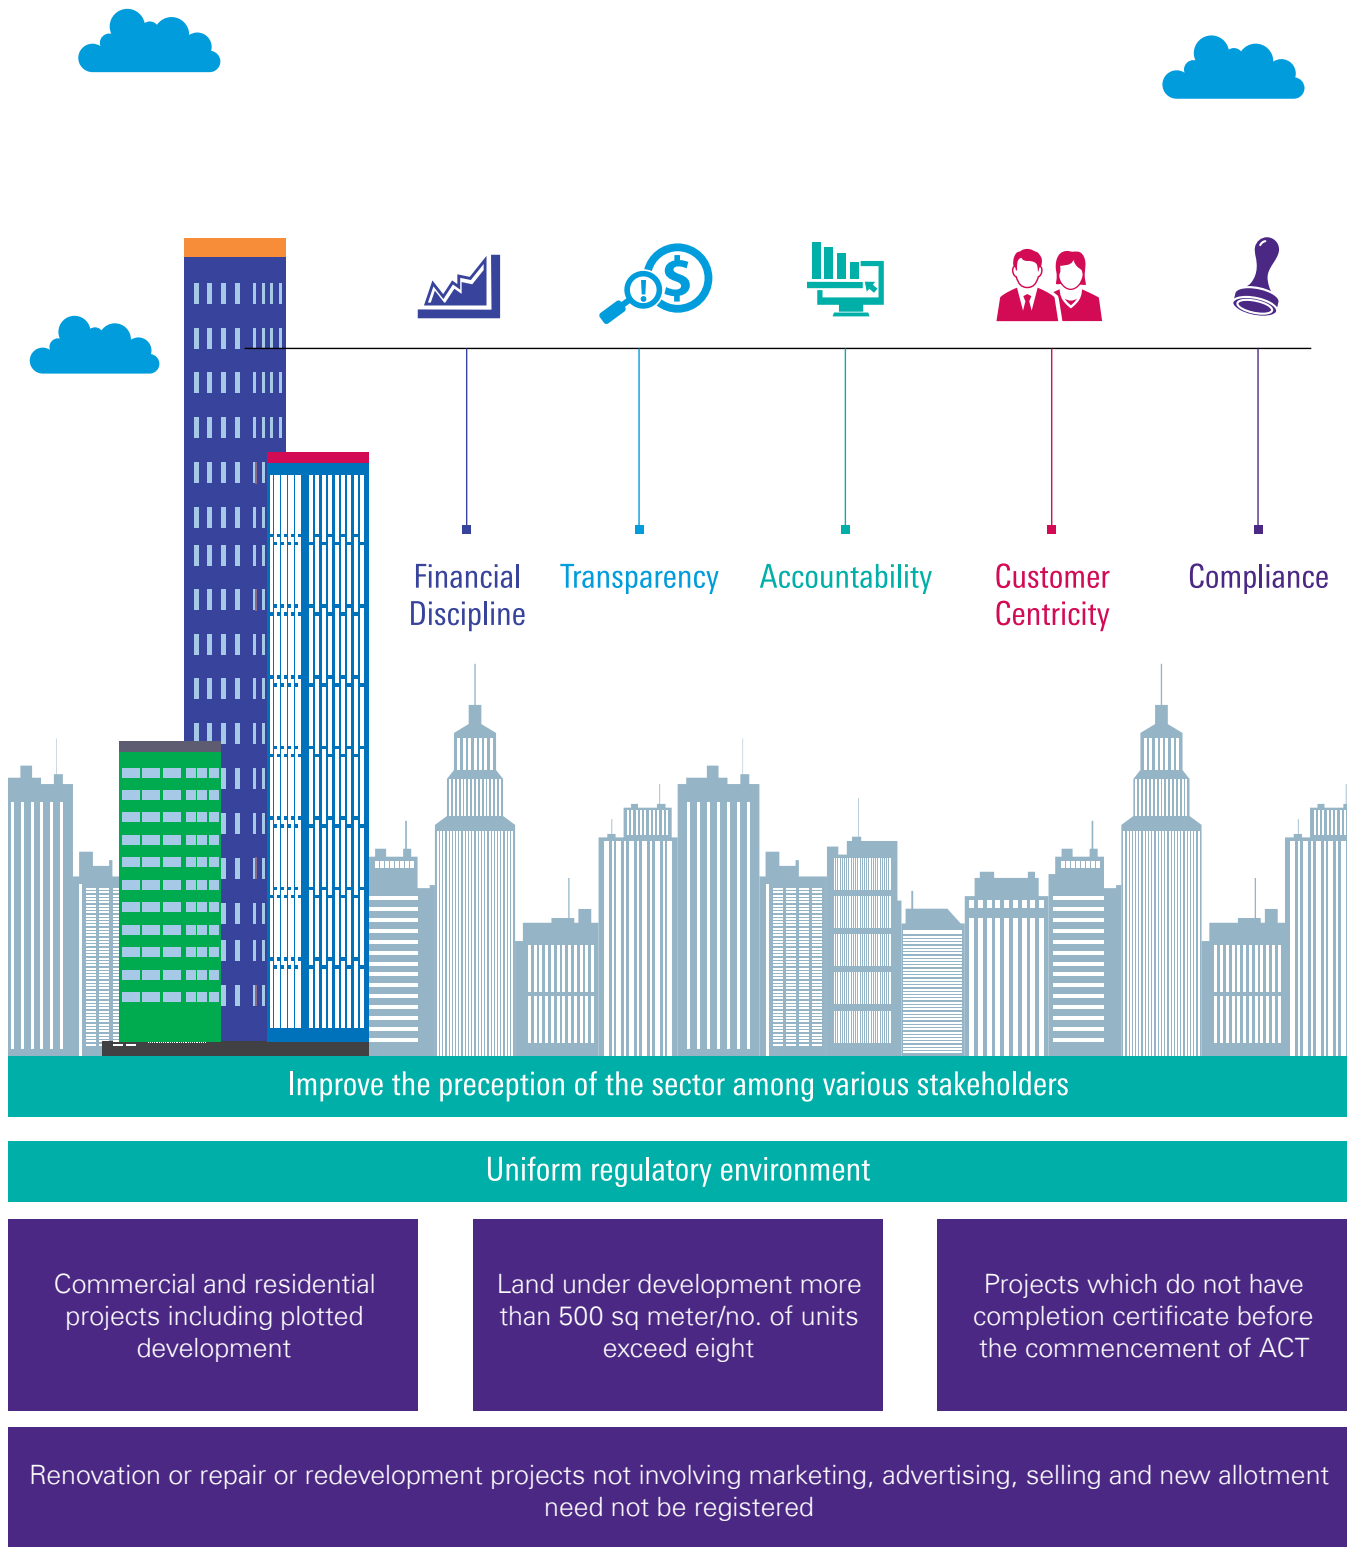 Financial
Discipline
Transparency
Accountability
Customer
Centricity
Compliance
Improve the preception of the sector among various stakeholders
Uniform regulatory environment
Commercial and residential
projects including plotted
development
Land under development more
than 500 sq meter/no. of units
exceed eight
Projects which do not have
completion certificate before
the commencement of ACT
Renovation or repair or redevelopment projects not involving marketing, advertising, selling and new allotment
need not be registered